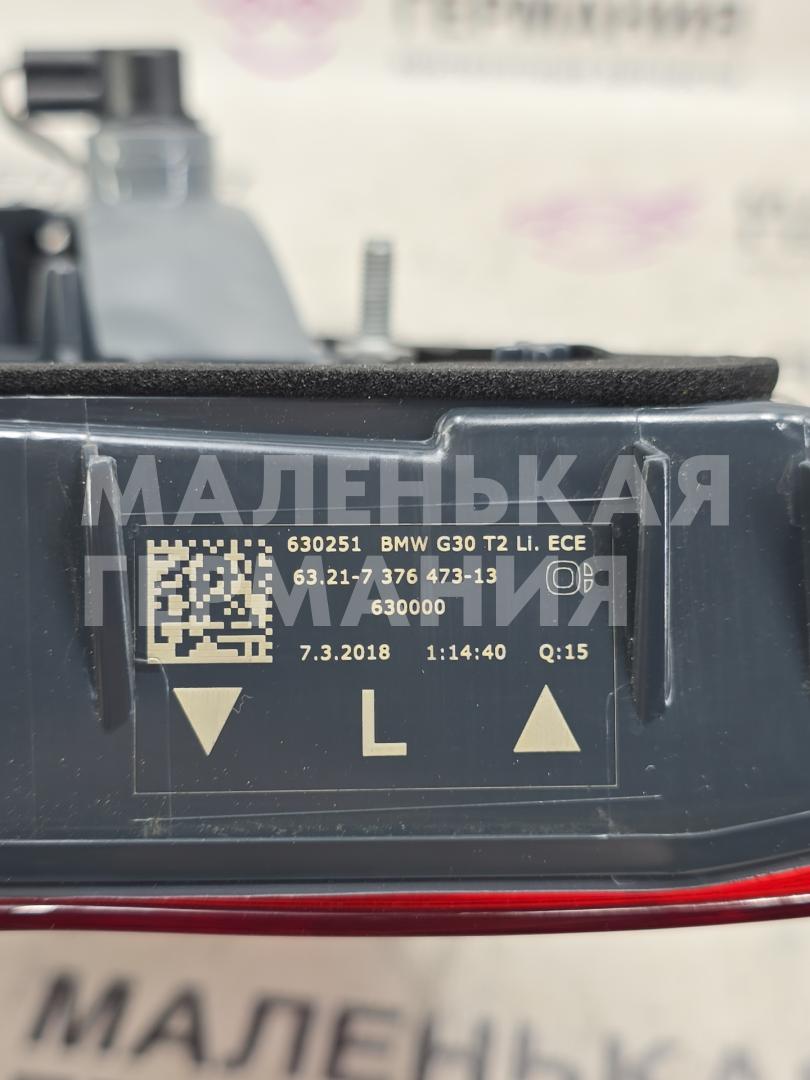 ГЕРМАНИЯ
МАЛЕНЬКАЯ
ГЕРМАНИЯ
630251 BMW G30 T2 Li. ECE
63.21-7 376 473-13
630000
7.3.2018 1:14:40 Q:15
L
МАЛЕНЬКАЯ